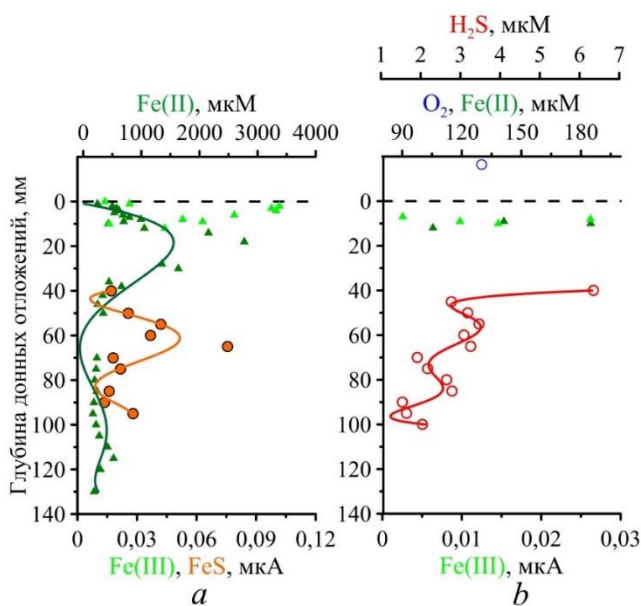 H₂S, мкМ
1 2 3 4 5 6 7
Fe(II), мкМ
O₂, Fe(II), мкМ
0 1000 3300 4000
90 120 150 186
Глубина донных отложений, мм
0
20
40
60
80
100
120
140
0
20
40
60
80
100
120
140
0 0,03 0,06 0,09 0,12
0 0,01 0,02 0,03
Fe(III), FeS, мкА
Fe(III), мкА
a
b